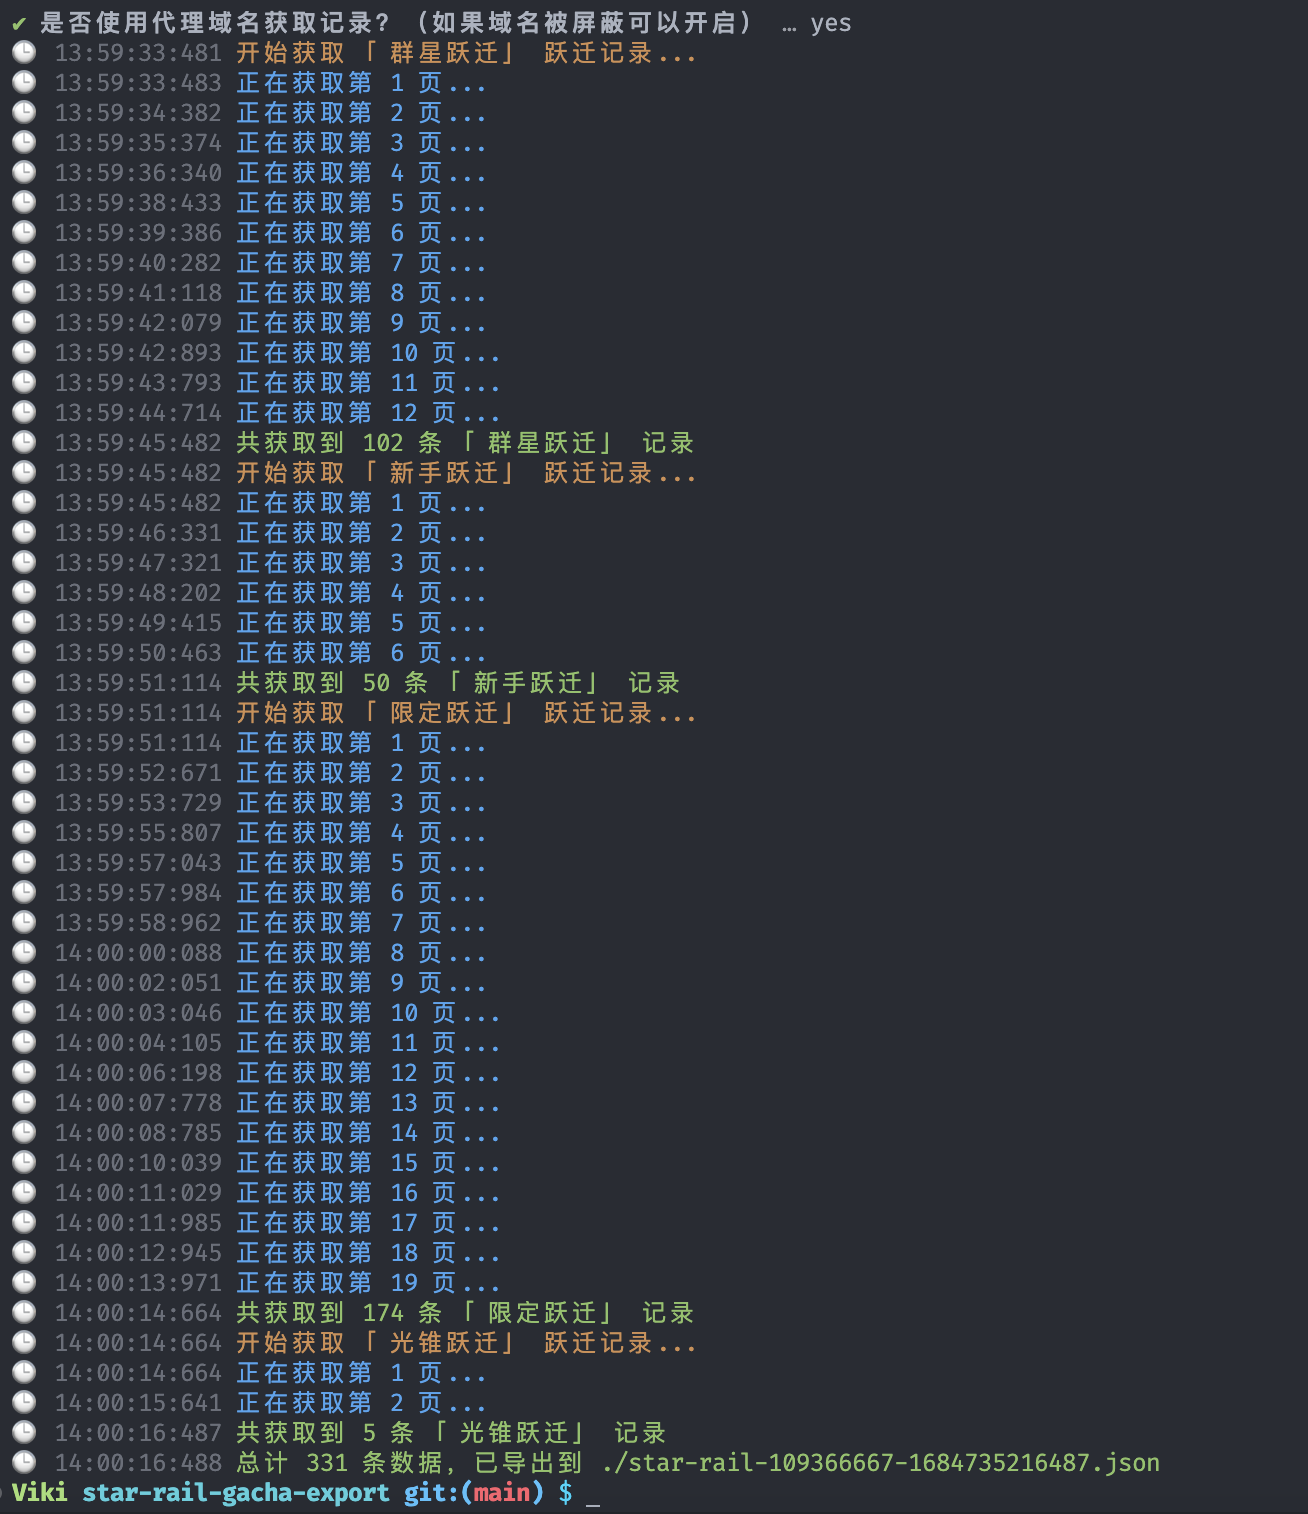 ✔ 是否使用代理域名获取记录? (如果域名被屏蔽可以开启) … yes
13:59:33:481 开始获取「群星跃迁」 跃迁记录...
13:59:33:483 正在获取第 1 页...
13:59:34:382 正在获取第 2 页...
13:59:35:374 正在获取第 3 页...
13:59:36:340 正在获取第 4 页...
13:59:38:433 正在获取第 5 页...
13:59:39:386 正在获取第 6 页...
13:59:40:282 正在获取第 7 页...
13:59:41:118 正在获取第 8 页...
13:59:42:079 正在获取第 9 页...
13:59:42:893 正在获取第 10 页...
13:59:43:793 正在获取第 11 页...
13:59:44:714 正在获取第 12 页...
13:59:45:482 共获取到 102 条「群星跃迁」 记录
13:59:45:482 开始获取「新手跃迁」 跃迁记录...
13:59:45:482 正在获取第 1 页...
13:59:46:331 正在获取第 2 页...
13:59:47:321 正在获取第 3 页...
13:59:48:202 正在获取第 4 页...
13:59:49:415 正在获取第 5 页...
13:59:50:463 正在获取第 6 页...
13:59:51:114 共获取到 50 条「新手跃迁」 记录
13:59:51:114 开始获取「限定跃迁」 跃迁记录...
13:59:51:114 正在获取第 1 页...
13:59:52:671 正在获取第 2 页...
13:59:53:729 正在获取第 3 页...
13:59:55:807 正在获取第 4 页...
13:59:57:043 正在获取第 5 页...
13:59:57:984 正在获取第 6 页...
13:59:58:962 正在获取第 7 页...
14:00:00:088 正在获取第 8 页...
14:00:02:051 正在获取第 9 页...
14:00:03:046 正在获取第 10 页...
14:00:04:105 正在获取第 11 页...
14:00:06:198 正在获取第 12 页...
14:00:07:778 正在获取第 13 页...
14:00:08:785 正在获取第 14 页...
14:00:10:039 正在获取第 15 页...
14:00:11:029 正在获取第 16 页...
14:00:11:985 正在获取第 17 页...
14:00:12:945 正在获取第 18 页...
14:00:13:971 正在获取第 19 页...
14:00:14:664 共获取到 174 条「限定跃迁」 记录
14:00:14:664 开始获取「光锥跃迁」 跃迁记录...
14:00:14:664 正在获取第 1 页...
14:00:15:641 正在获取第 2 页...
14:00:16:487 共获取到 5 条「光锥跃迁」 记录
14:00:16:488 总计 331 条数据, 已导出到 ./star-rail-109366667-1684735216487.json
Viki star-rail-gacha-export git:(main) $ _